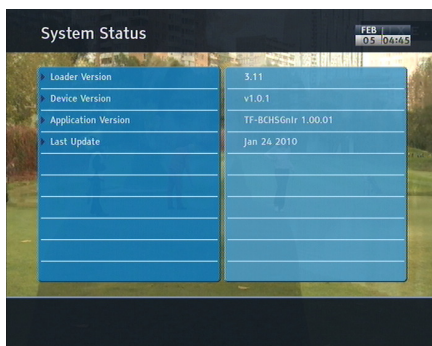 System Status
FEB
05 04:45
Loader Version 3.11
Device Version v1.0.1
Application Version TF-BCHSGnIr 1.00.01
Last Update Jan 24 2010